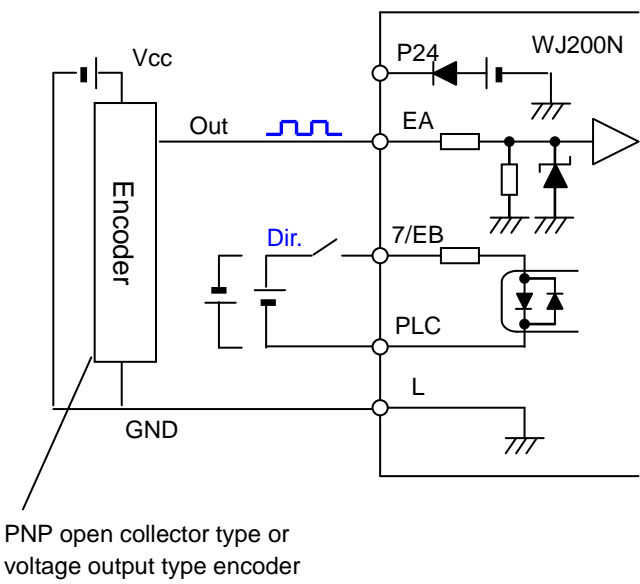 Vcc
P24
WJ200N
Out
EA
Encoder
Dir.
7/EB
PLC
L
GND
PNP open collector type or
voltage output type encoder